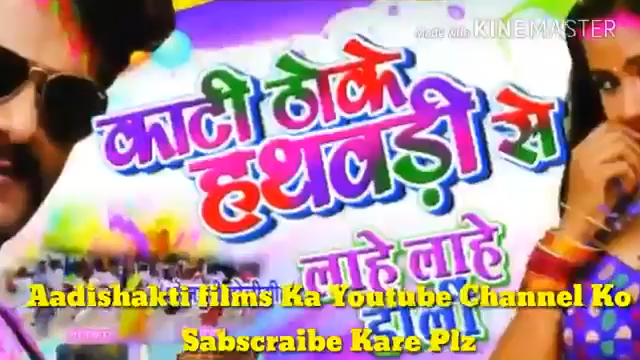 Made with KINEMASTER
काटी ठोके
हथवड़ी से
लाहे लाहे
होली
Aadishakti films Ka Youtube Channel Ko
Sabscraibe Kare Plz